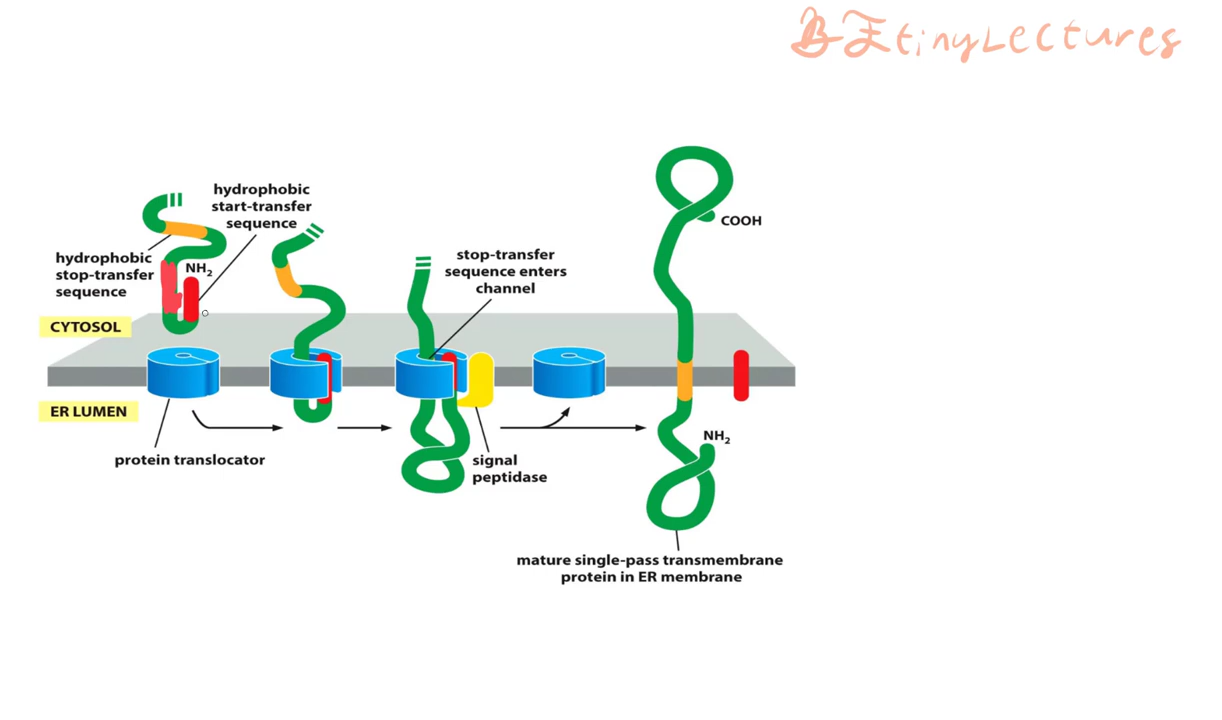 tinyLectures
hydrophobic
start-transfer
sequence
hydrophobic
stop-transfer
sequence
NH2
stop-transfer
sequence enters
channel
COOH
CYTOSOL
ER LUMEN
protein translocator
signal
peptidase
NH2
mature single-pass transmembrane
protein in ER membrane